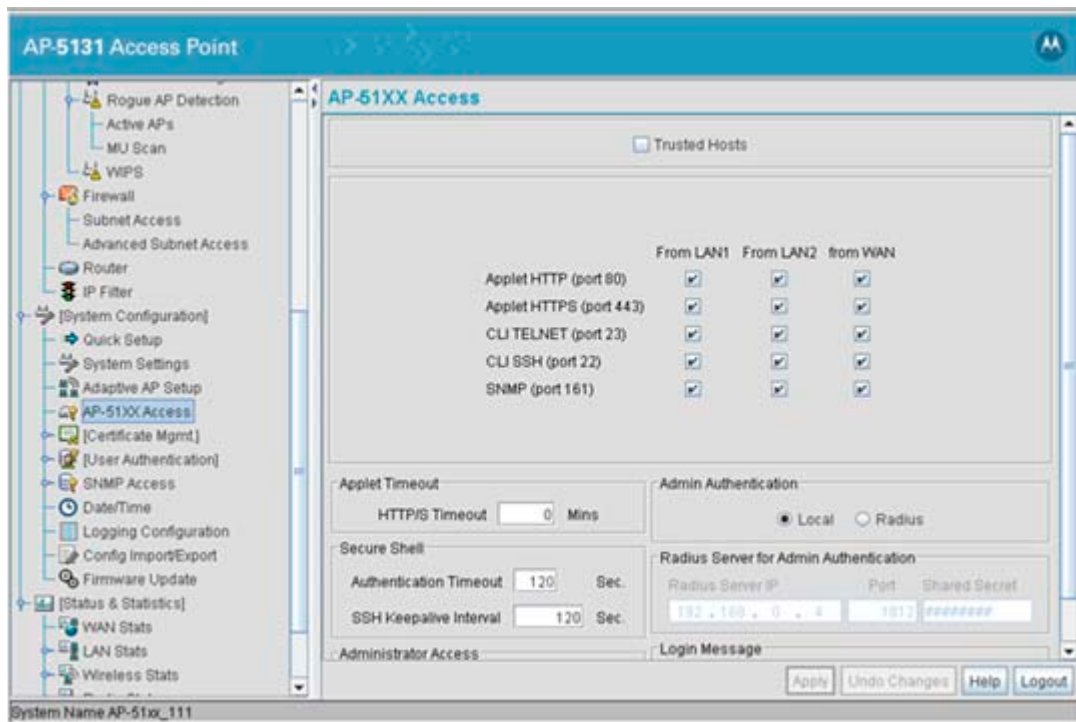 AP-5131 Access Point
Rogue AP Detection
Active APs
MU Scan
WIPS
Firewall
Subnet Access
Advanced Subnet Access
Router
IP Filter
[System Configuration]
Quick Setup
System Settings
Adaptive AP Setup
AP-51XX Access
[Certificate Mgmt.]
[User Authentication]
SNMP Access
Date/Time
Logging Configuration
Config Import/Export
Firmware Update
[Status & Statistics]
WAN Stats
LAN Stats
Wireless Stats
AP-51XX Access
Trusted Hosts
From LAN1 From LAN2 from WAN
Applet HTTP (port 80)
Applet HTTPS (port 443)
CLI TELNET (port 23)
CLI SSH (port 22)
SNMP (port 161)
Applet Timeout
HTTP/S Timeout 0 Mins
Secure Shell
Authentication Timeout 120 Sec.
SSH Keepalive Interval 120 Sec.
Administrator Access
Admin Authentication
Local Radius
Radius Server for Admin Authentication
Radius Server IP Port Shared Secret
192 . 168 . 0 . 4 1812 ########
Login Message
Apply Undo Changes Help Logout
System Name AP-51xx_111